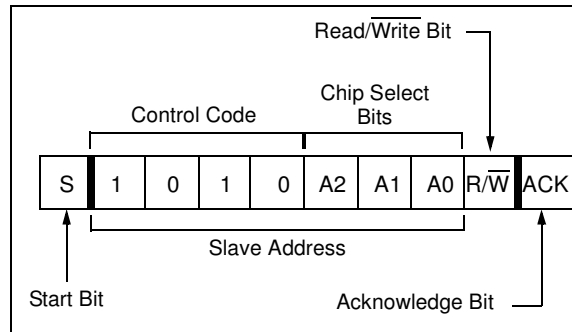 Read/Write Bit
Chip Select
Bits
Control Code
S 1 0 1 0 A2 A1 A0 R/W ACK
Slave Address
Start Bit
Acknowledge Bit